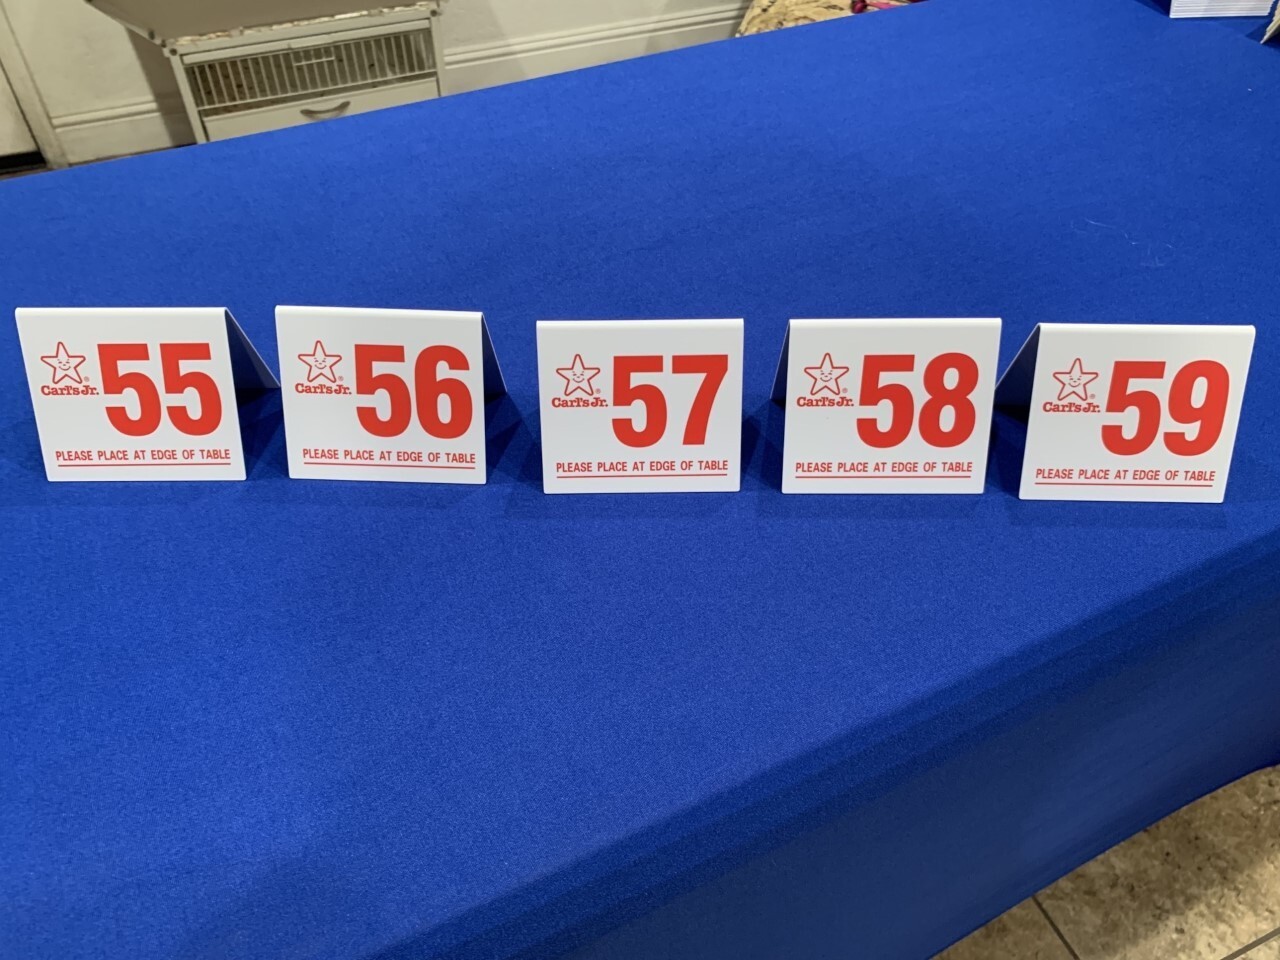 55
Carl's Jr.®
PLEASE PLACE AT EDGE OF TABLE
56
Carl's Jr.®
PLEASE PLACE AT EDGE OF TABLE
57
Carl's Jr.®
PLEASE PLACE AT EDGE OF TABLE
58
Carl's Jr.®
PLEASE PLACE AT EDGE OF TABLE
59
Carl's Jr.®
PLEASE PLACE AT EDGE OF TABLE